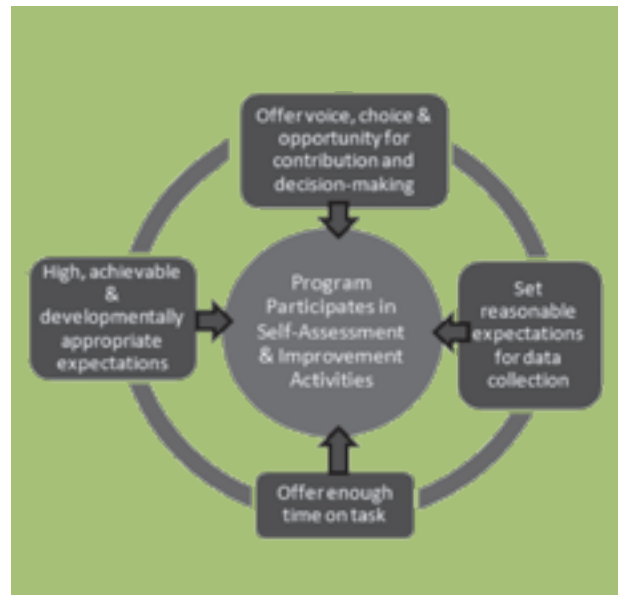 Offer voice, choice &
opportunity for
contribution and
decision-making
High, achievable
&
developmentally
appropriate
expectations
Program
Participates in
Self-Assessment
& Improvement
Activities
Set
reasonable
expectations
for data
collection
Offer enough
time on task